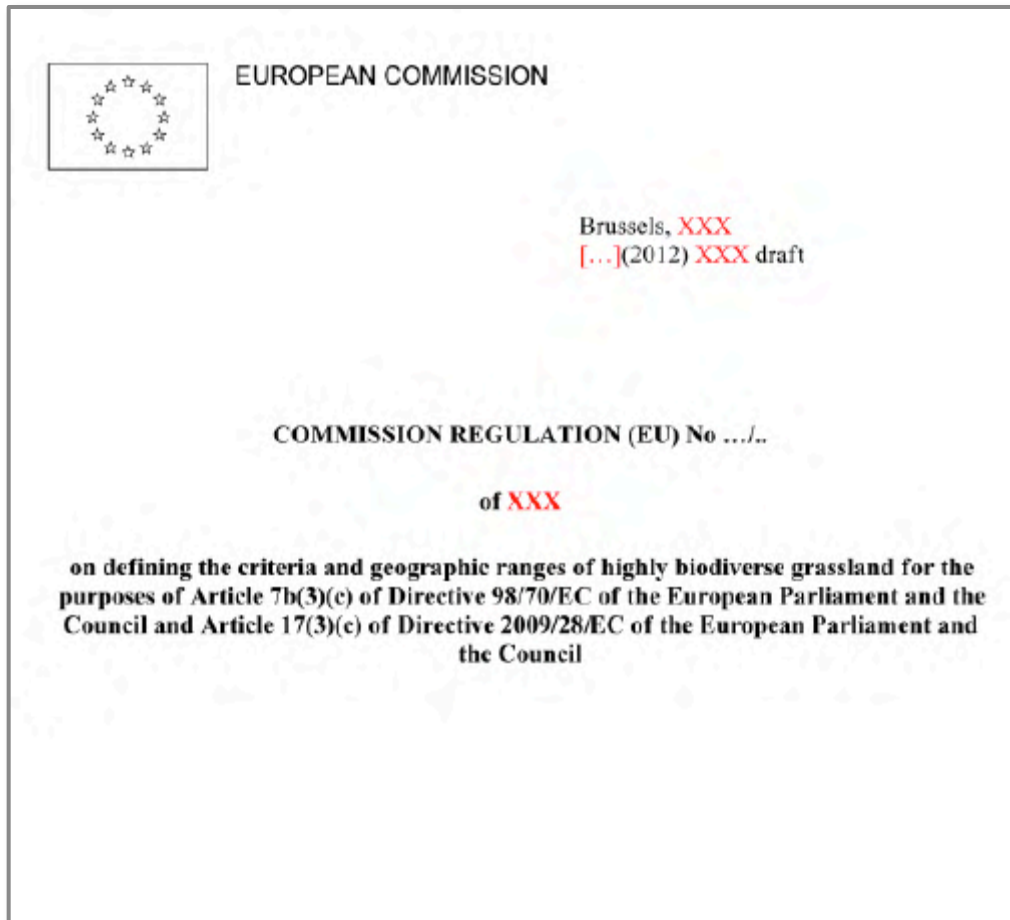 EUROPEAN COMMISSION
Brussels, XXX
[...](2012) XXX draft
COMMISSION REGULATION (EU) No .../..
of XXX
on defining the criteria and geographic ranges of highly biodiverse grassland for the
purposes of Article 7b(3)(c) of Directive 98/70/EC of the European Parliament and the
Council and Article 17(3)(c) of Directive 2009/28/EC of the European Parliament and
the Council